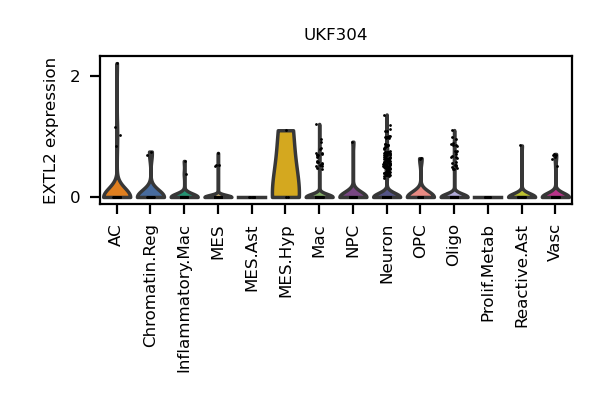 UKF304
EXTL2 expression
2
0
AC
Chromatin.Reg
Inflammatory.Mac
MES
MES.Ast
MES.Hyp
Mac
NPC
Neuron
OPC
Oligo
Prolif.Metab
Reactive.Ast
Vasc